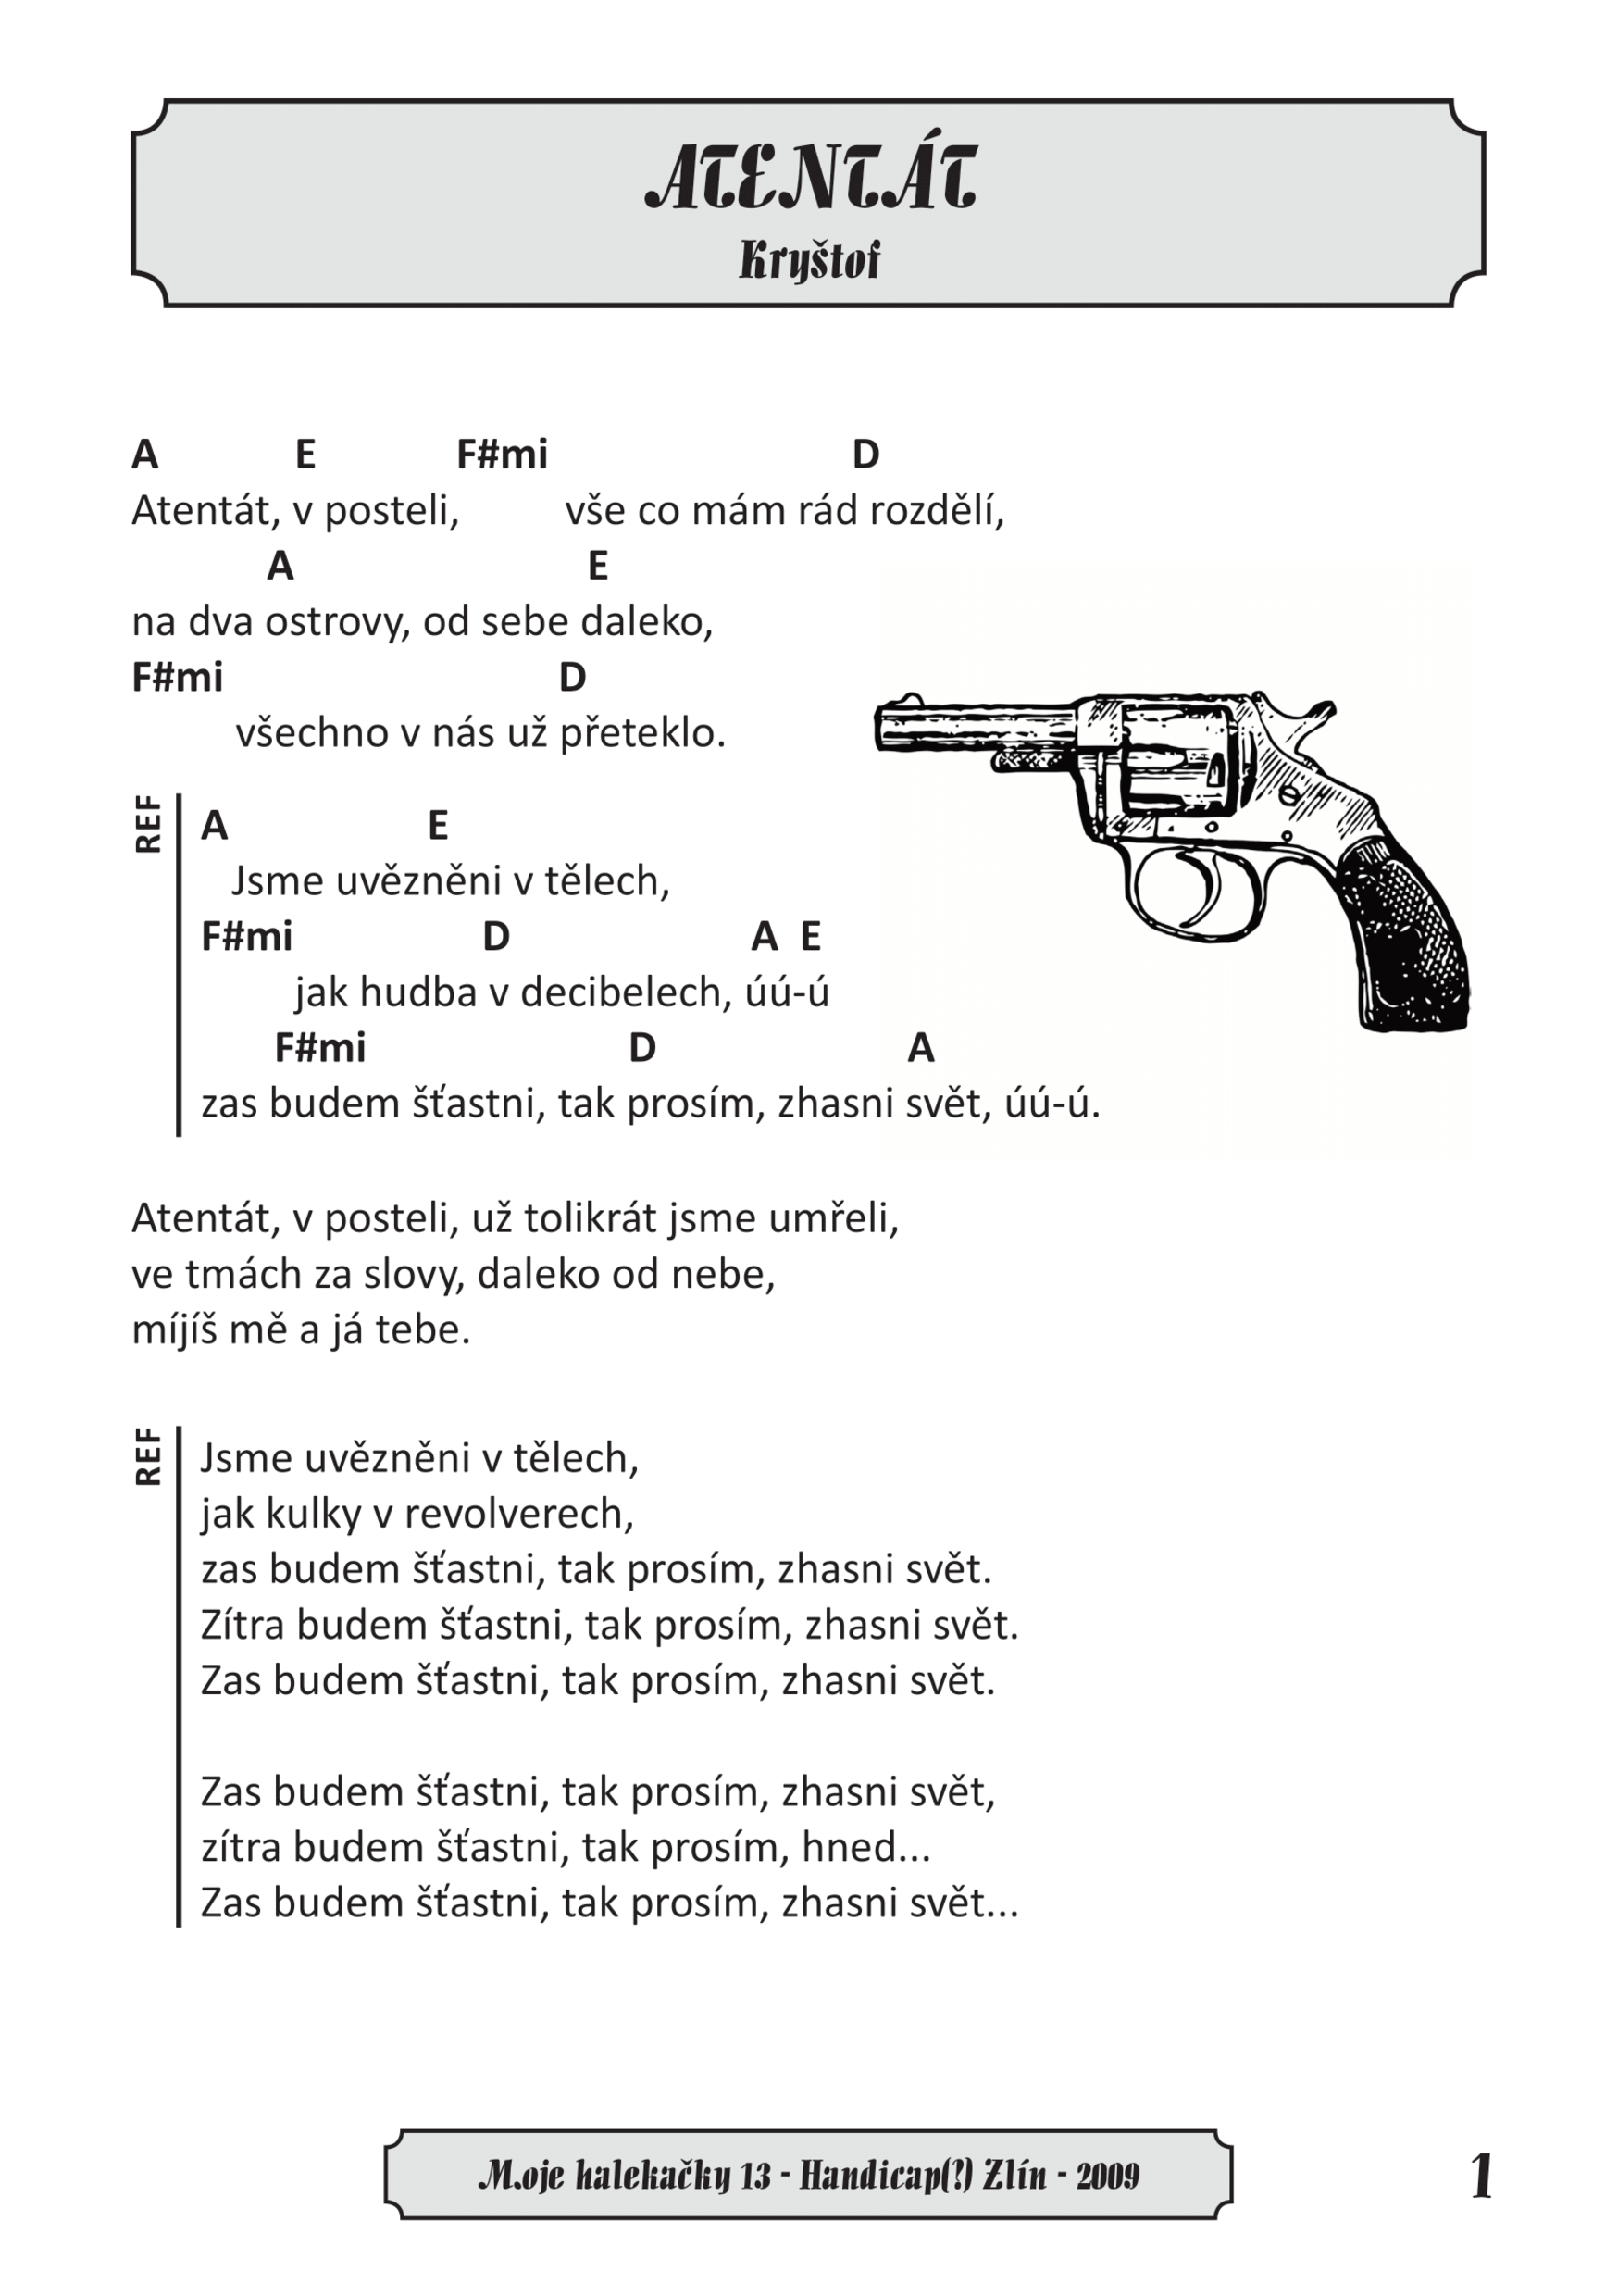 ATENTÁT
Kryštof
A E F#mi D
Atentát, v posteli, vše co mám rád rozdělí,
A E
na dva ostrovy, od sebe daleko,
F#mi D
všechno v nás už přeteklo.
REF
A E
Jsme uvězněni v tělech,
F#mi D A E
jak hudba v decibelech, úú-ú
F#mi D A
zas budem šťastni, tak prosím, zhasni svět, úú-ú.
Atentát, v posteli, už tolikrát jsme umřeli,
ve tmách za slovy, daleko od nebe,
míjíš mě a já tebe.
REF
Jsme uvězněni v tělech,
jak kulky v revolverech,
zas budem šťastni, tak prosím, zhasni svět.
Zítra budem šťastni, tak prosím, zhasni svět.
Zas budem šťastni, tak prosím, zhasni svět.
Zas budem šťastni, tak prosím, zhasni svět,
zítra budem šťastni, tak prosím, hned...
Zas budem šťastni, tak prosím, zhasni svět...
Moje halekačky 13 - Handicap(?) Zlín - 2009
1